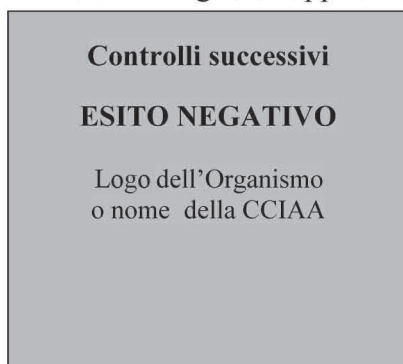 Controlli successivi
ESITO NEGATIVO
Logo dell’Organismo
o nome della CCIAA